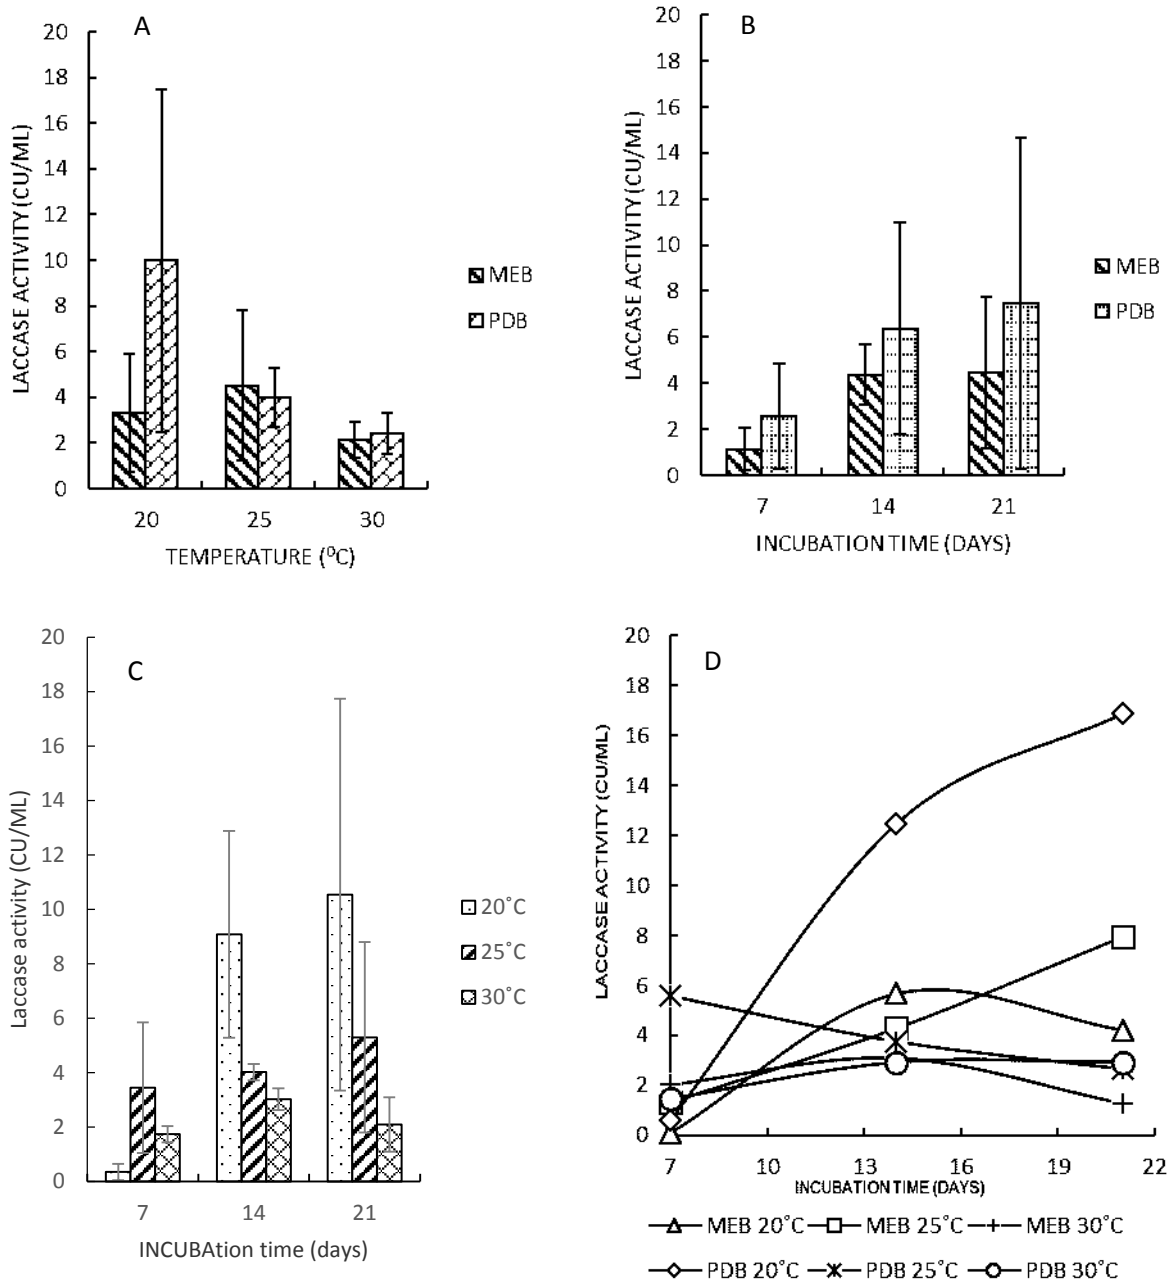 A
LACCASE ACTIVITY (CU/ML)
20
18
16
14
12
10
8
6
4
2
0
20 25 30
TEMPERATURE (⁰C)
MEB
PDB
B
LACCASE ACTIVITY (CU/ML)
20
18
16
14
12
10
8
6
4
2
0
7 14 21
INCUBATION TIME (DAYS)
MEB
PDB
C
Laccase activity (CU/ML)
20
18
16
14
12
10
8
6
4
2
0
7 14 21
INCUBAtion time (days)
20˚C
25˚C
30˚C
D
LACCASE ACTIVITY (CU/ML)
20
18
16
14
12
10
8
6
4
2
0
7 10 13 16 19 22
INCUBATION TIME (DAYS)
MEB 20˚C MEB 25˚C MEB 30˚C
PDB 20˚C PDB 25˚C PDB 30˚C